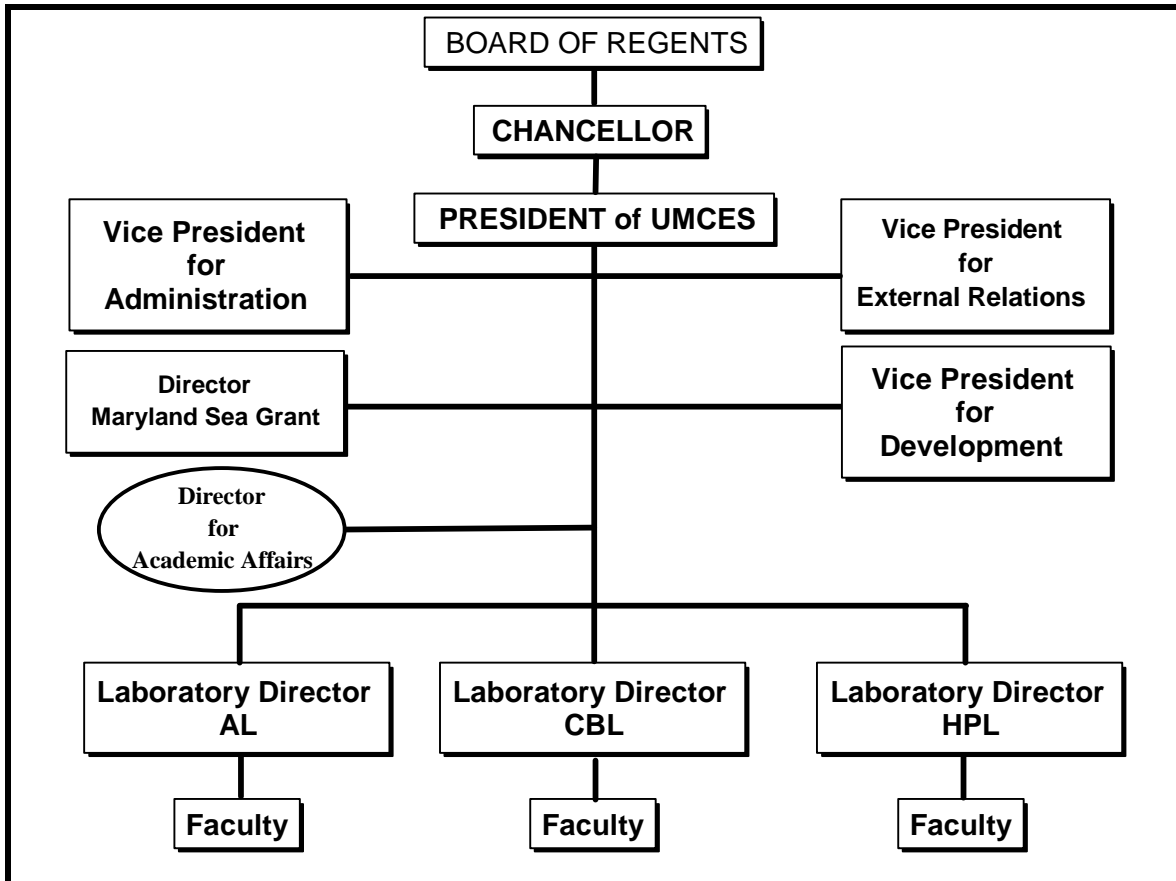 BOARD OF REGENTS
CHANCELLOR
PRESIDENT of UMCES
Vice President
for
Administration
Vice President
for
External Relations
Director
Maryland Sea Grant
Vice President
for
Development
Director
for
Academic Affairs
Laboratory Director
AL
Laboratory Director
CBL
Laboratory Director
HPL
Faculty
Faculty
Faculty